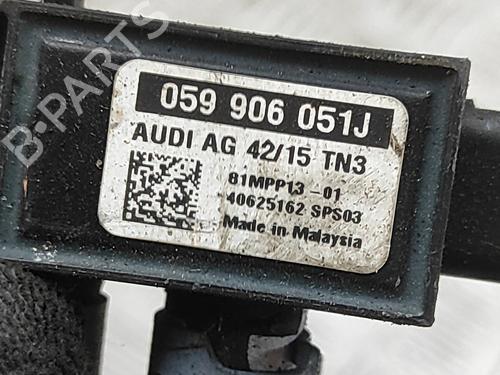 B-PARTS
059 906 051J
AUDI AG 42/15 TN3
81MPP13 -01
40625162 SPS03
Made in Malaysia